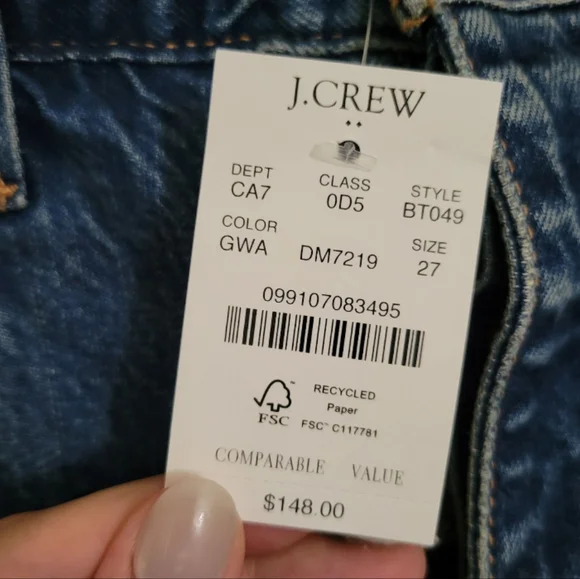 J.CREW
DEPT CLASS STYLE
CA7 0D5 BT049
COLOR SIZE
GWA DM7219 27
099107083495
RECYCLED
Paper
FSC FSC™ C117781
COMPARABLE VALUE
$148.00